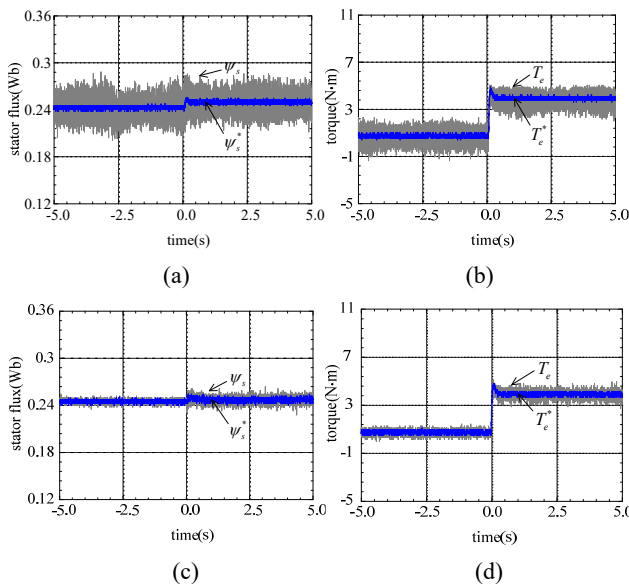 stator flux(Wb)
0.36
0.3
0.24
0.18
0.12
ψs
ψs*
-5.0 -2.5 0.0 2.5 5.0
time(s)
(a)
torque(N·m)
11
7
3
-1
-5
Te
Te*
-5.0 -2.5 0.0 2.5 5.0
time(s)
(b)
stator flux(Wb)
0.36
0.3
0.24
0.18
0.12
ψs
ψs*
-5.0 -2.5 0.0 2.5 5.0
time(s)
(c)
torque(N·m)
11
7
3
-1
-5
Te
Te*
-5.0 -2.5 0.0 2.5 5.0
time(s)
(d)